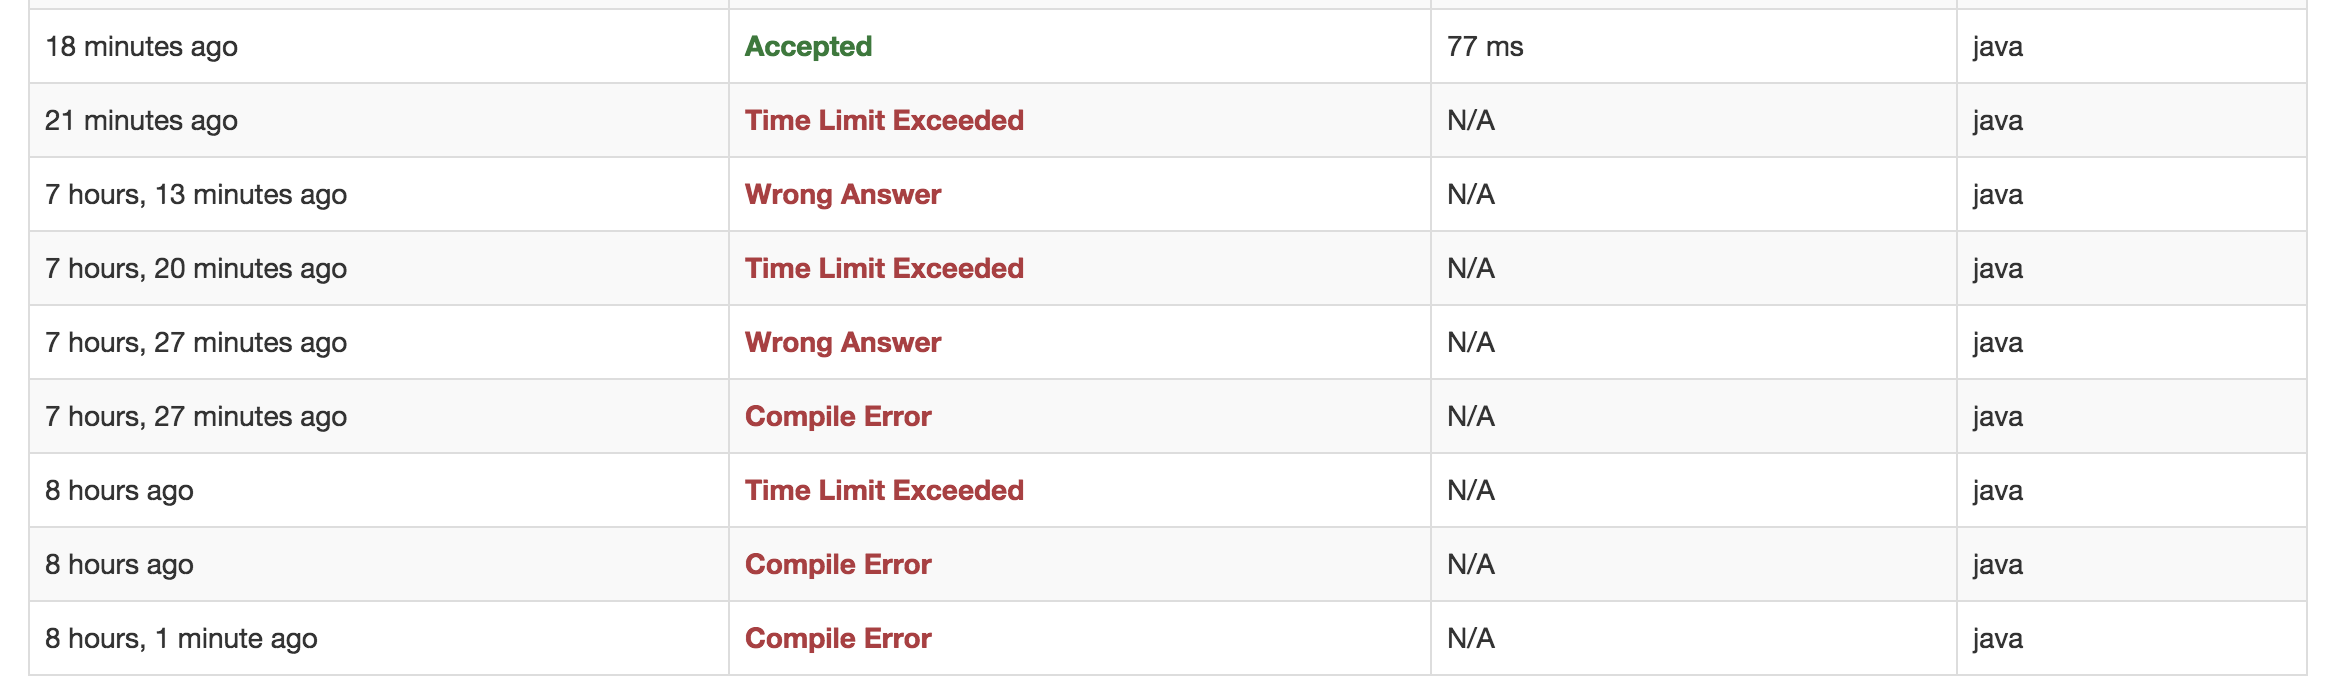 18 minutes ago Accepted 77 ms java
21 minutes ago Time Limit Exceeded N/A java
7 hours, 13 minutes ago Wrong Answer N/A java
7 hours, 20 minutes ago Time Limit Exceeded N/A java
7 hours, 27 minutes ago Wrong Answer N/A java
7 hours, 27 minutes ago Compile Error N/A java
8 hours ago Time Limit Exceeded N/A java
8 hours ago Compile Error N/A java
8 hours, 1 minute ago Compile Error N/A java